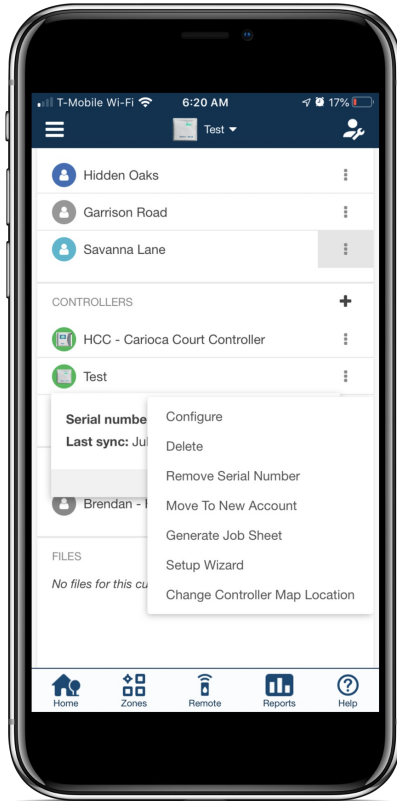 T-Mobile Wi-Fi 6:20 AM 17%
Test
Hidden Oaks
Garrison Road
Savanna Lane
CONTROLLERS
HCC - Carioca Court Controller
Test
Serial numbe
Last sync: Jul
Configure
Delete
Remove Serial Number
Move To New Account
Generate Job Sheet
Setup Wizard
Change Controller Map Location
Brendan -
FILES
No files for this cu
Home Zones Remote Reports Help